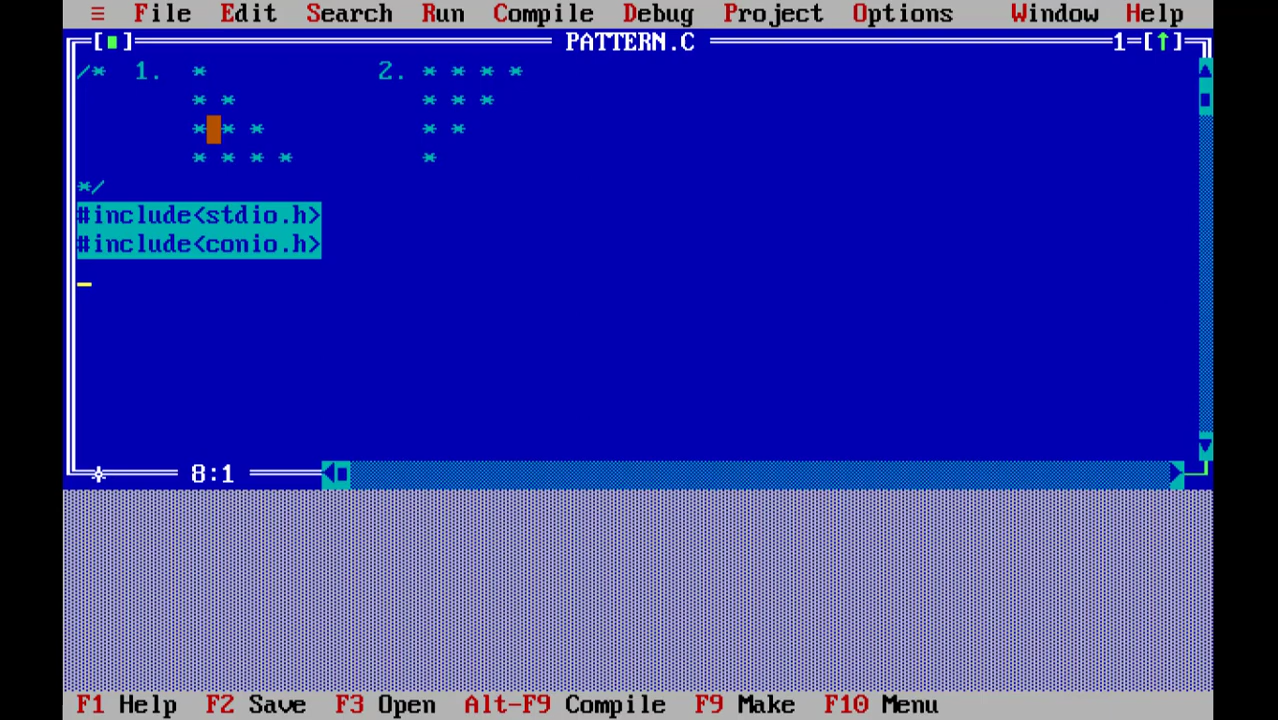 ≡ File Edit Search Run Compile Debug Project Options Window Help
[■] PATTERN.C 1=[↑]
/* 1. * 2. * * * *
* * * * *
* * * * *
* * * * *
*/
#include<stdio.h>
#include<conio.h>
8:1
F1 Help F2 Save F3 Open Alt-F9 Compile F9 Make F10 Menu